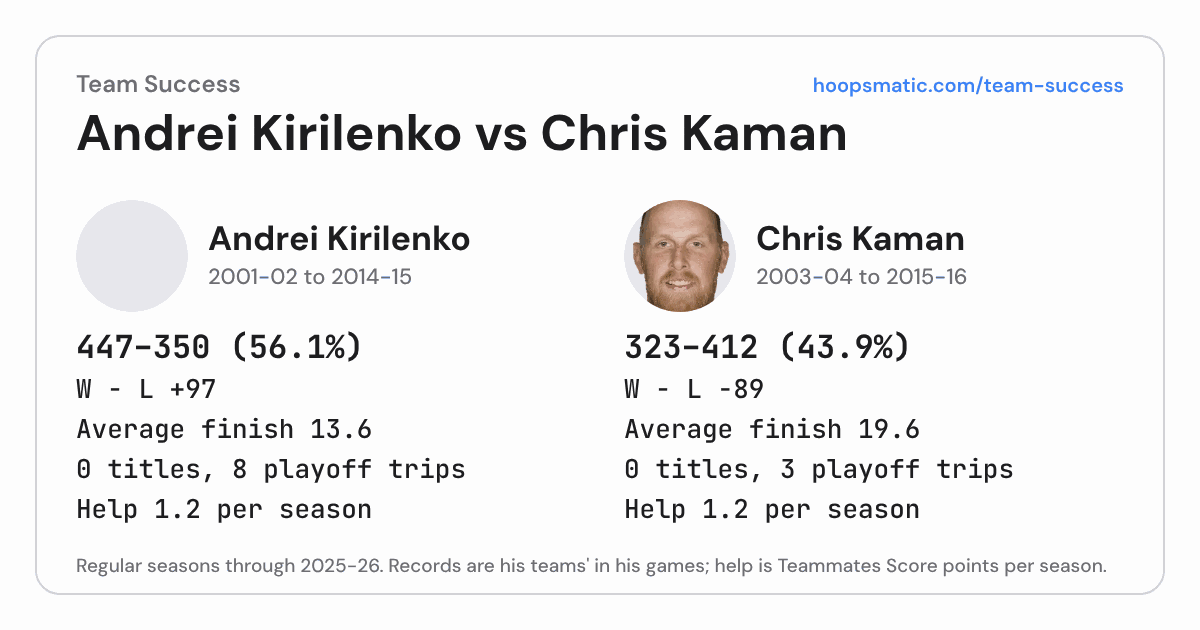 Team Success
hoopsmatic.com/team-success
Andrei Kirilenko vs Chris Kaman
Andrei Kirilenko
2001–02 to 2014–15
447–350 (56.1%)
W - L +97
Average finish 13.6
0 titles, 8 playoff trips
Help 1.2 per season
Chris Kaman
2003–04 to 2015–16
323–412 (43.9%)
W - L -89
Average finish 19.6
0 titles, 3 playoff trips
Help 1.2 per season
Regular seasons through 2025-26. Records are his teams' in his games; help is Teammates Score points per season.